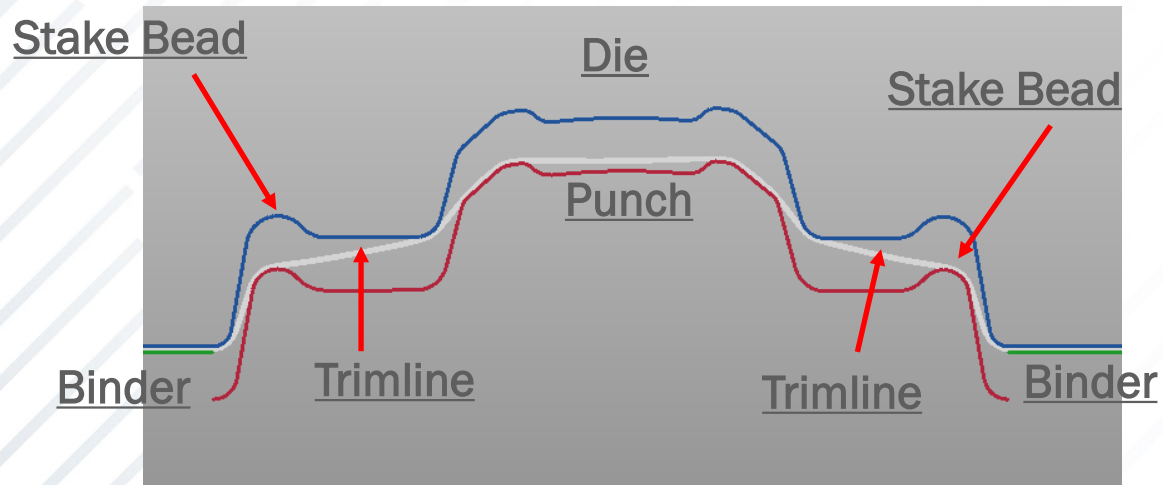 Stake Bead
Die
Stake Bead
Punch
Binder
Trimline
Trimline
Binder